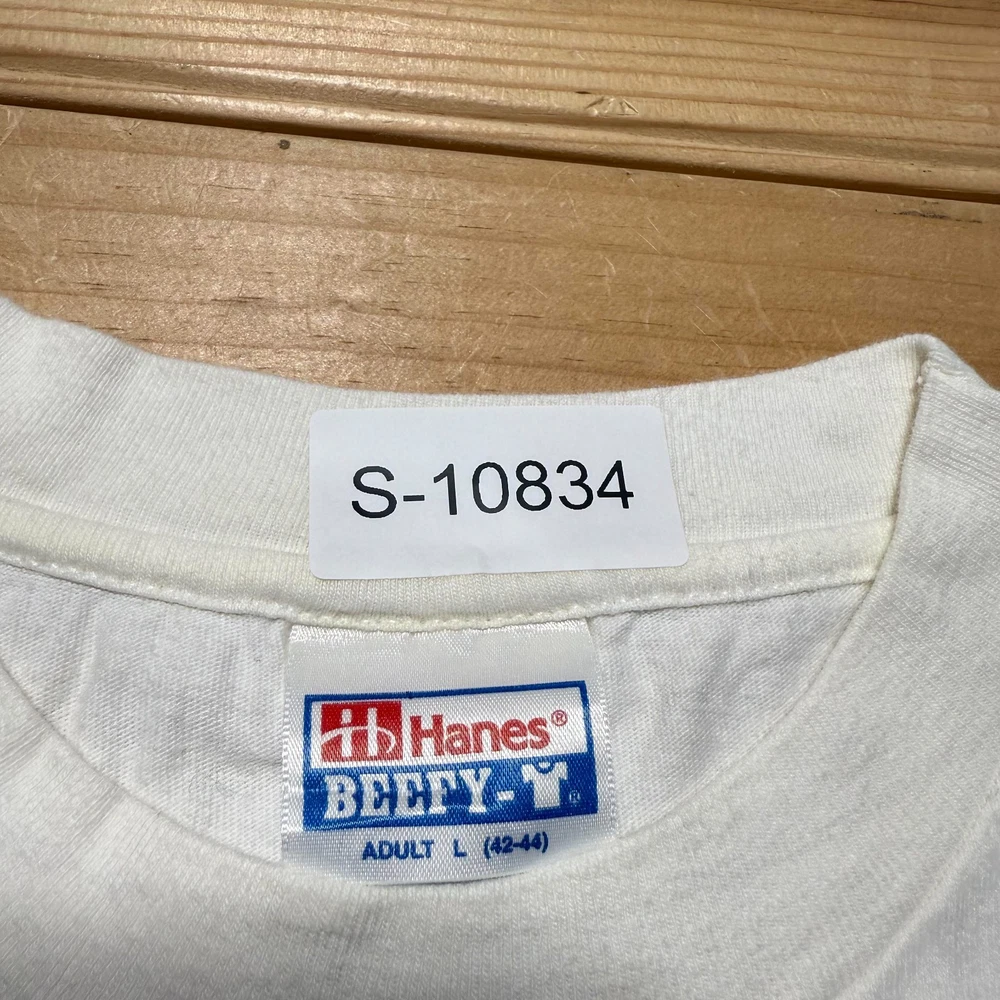 S-10834
Hanes®
BEEFY-T®
ADULT L (42-44)